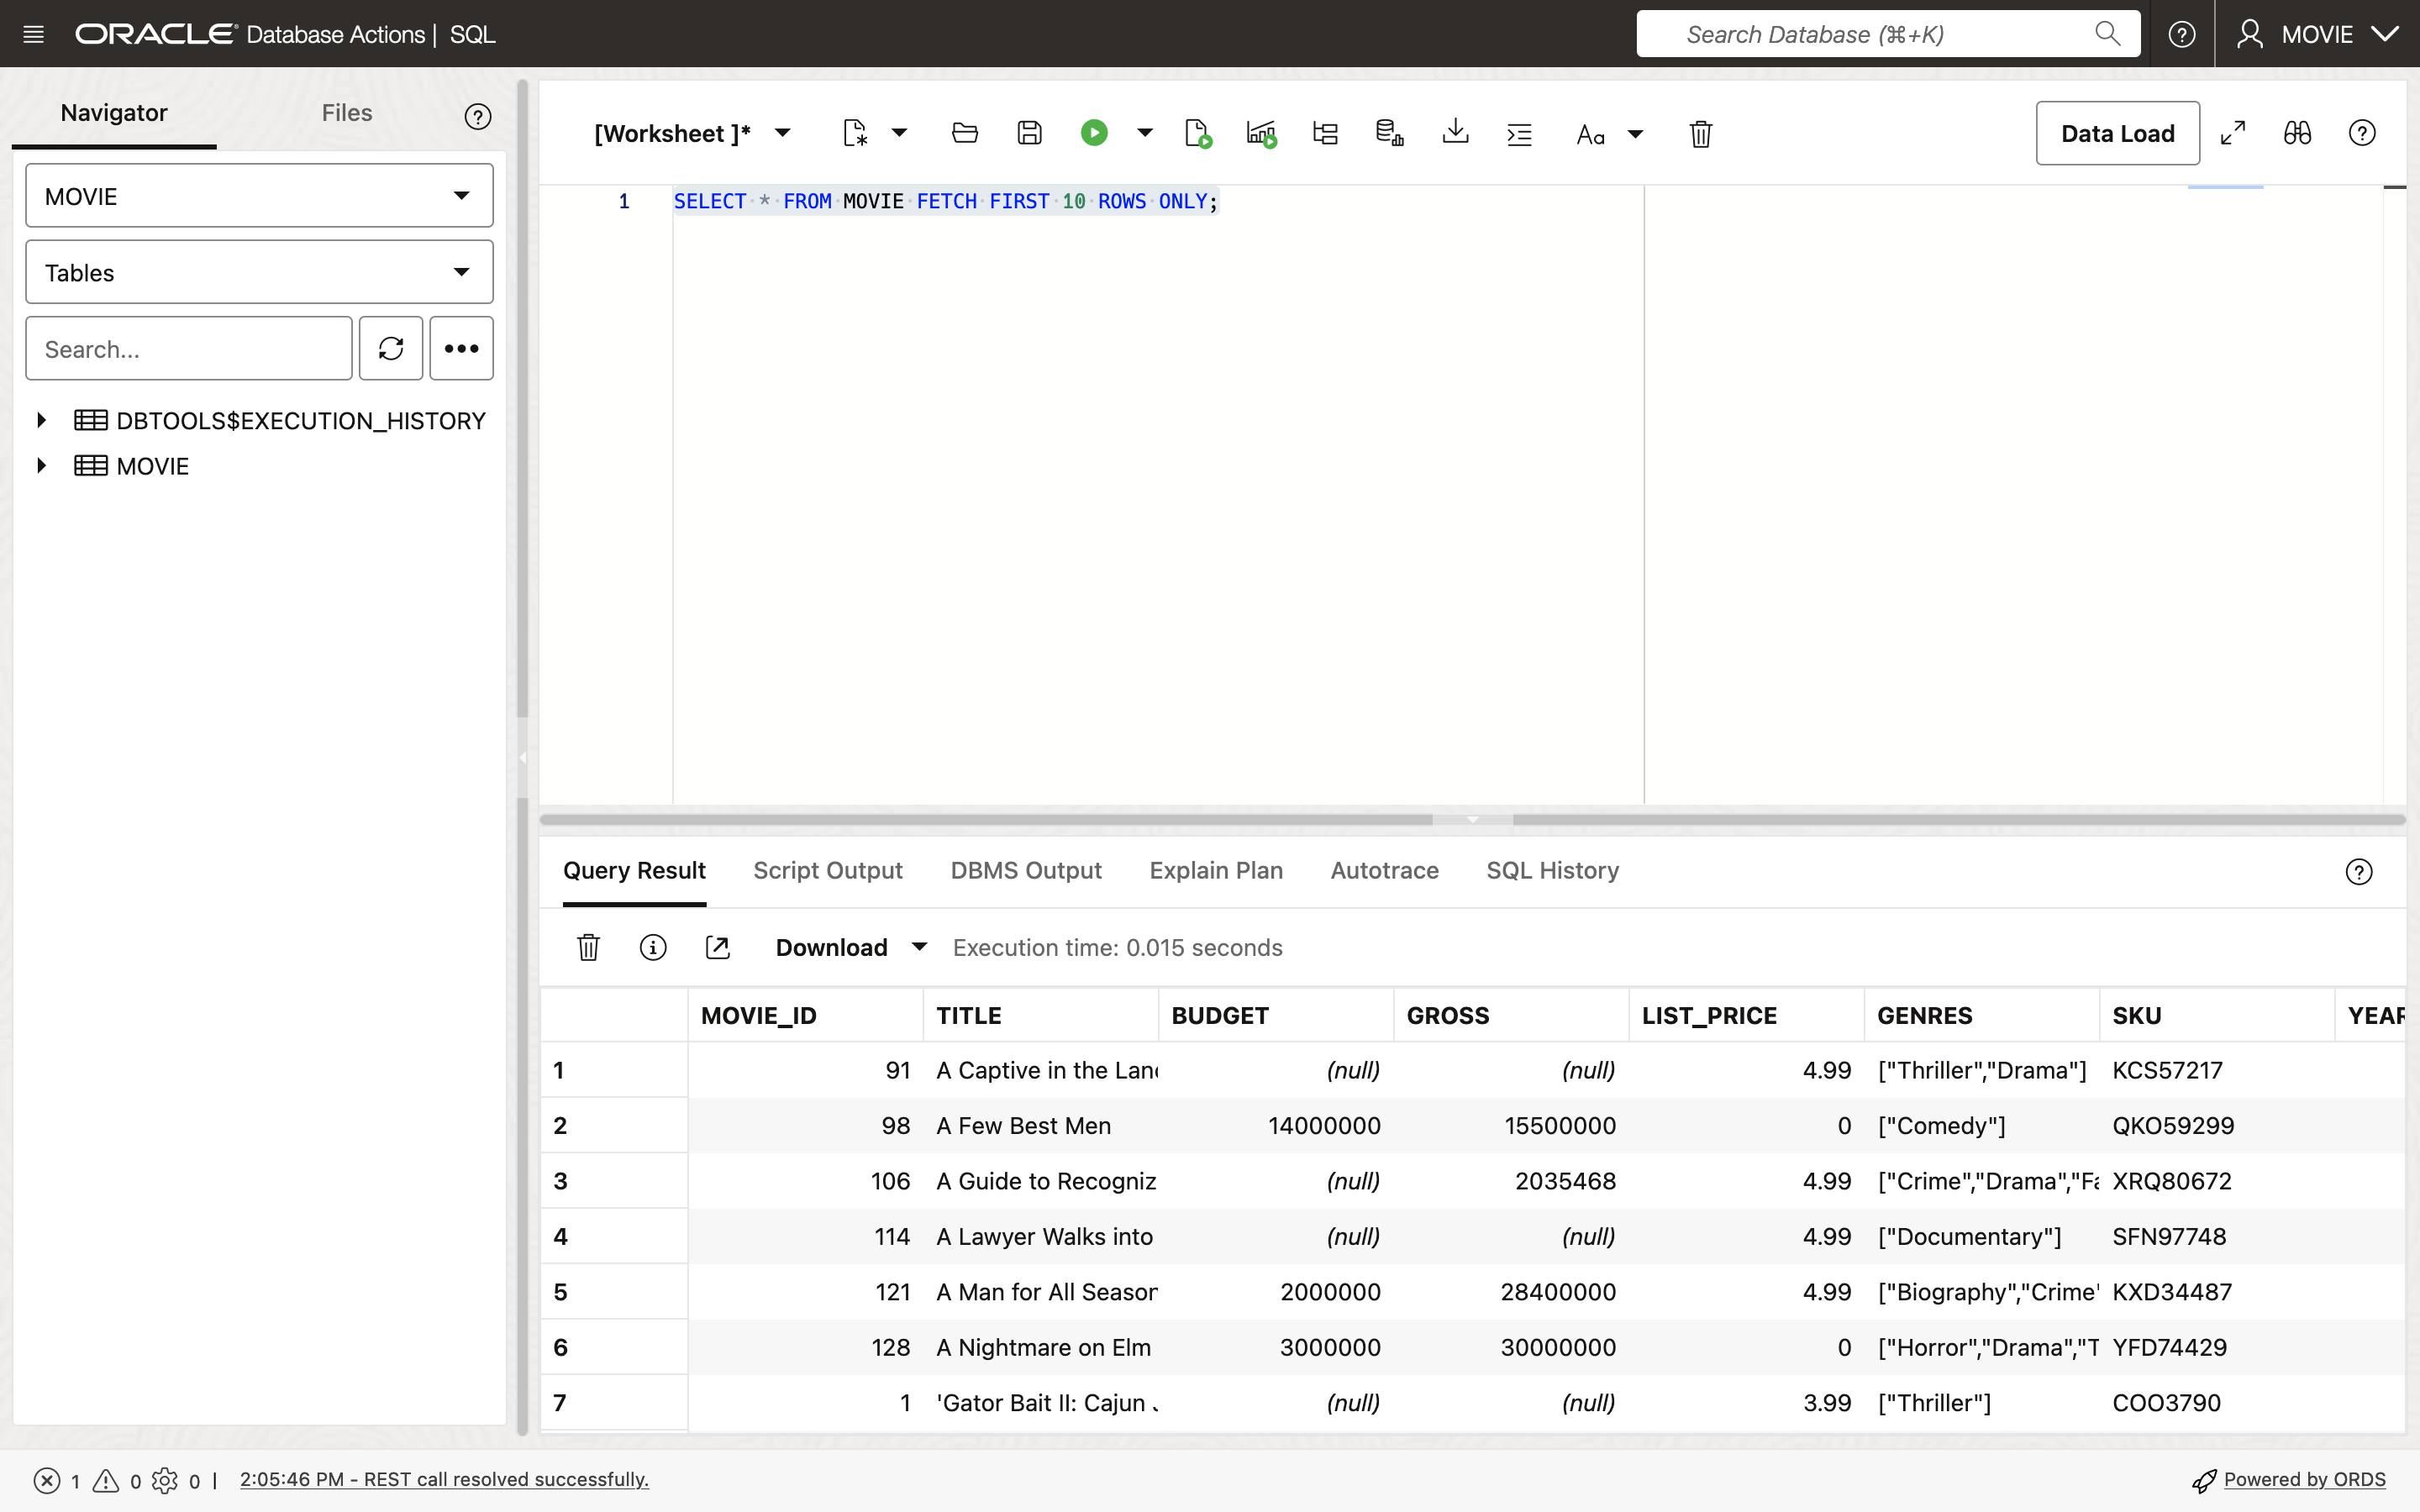 ORACLE Database Actions | SQL
Search Database (⌘+K)
MOVIE
Navigator
Files
MOVIE
Tables
Search...
DBTOOLS$EXECUTION_HISTORY
MOVIE
[Worksheet ]*
Aa
Data Load
1 SELECT * FROM MOVIE FETCH FIRST 10 ROWS ONLY;
Query Result Script Output DBMS Output Explain Plan Autotrace SQL History
Download Execution time: 0.015 seconds
MOVIE_ID TITLE BUDGET GROSS LIST_PRICE GENRES SKU YEAR
1 91 A Captive in the Land (null) (null) 4.99 ["Thriller","Drama"] KCS57217
2 98 A Few Best Men 14000000 15500000 0 ["Comedy"] QKO59299
3 106 A Guide to Recogniz (null) 2035468 4.99 ["Crime","Drama","Fa XRQ80672
4 114 A Lawyer Walks into (null) (null) 4.99 ["Documentary"] SFN97748
5 121 A Man for All Season 2000000 28400000 4.99 ["Biography","Crime" KXD34487
6 128 A Nightmare on Elm 3000000 30000000 0 ["Horror","Drama","T YFD74429
7 1 'Gator Bait II: Cajun (null) (null) 3.99 ["Thriller"] COO3790
1 0 0 | 2:05:46 PM - REST call resolved successfully.
Powered by ORDS